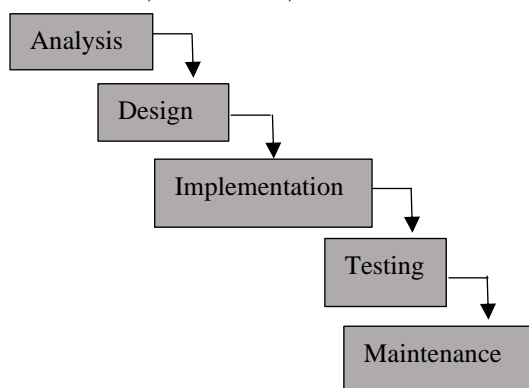 Analysis
Design
Implementation
Testing
Maintenance